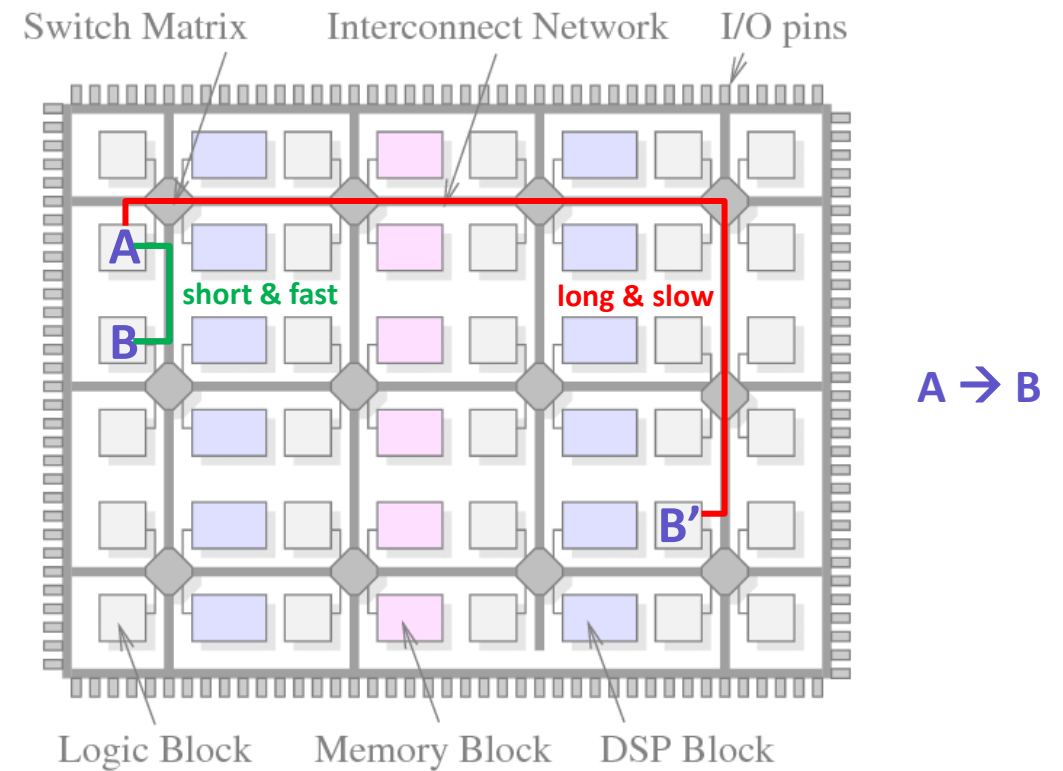 Switch Matrix
Interconnect Network
I/O pins
A
short & fast
long & slow
B
A → B
B’
Logic Block
Memory Block
DSP Block